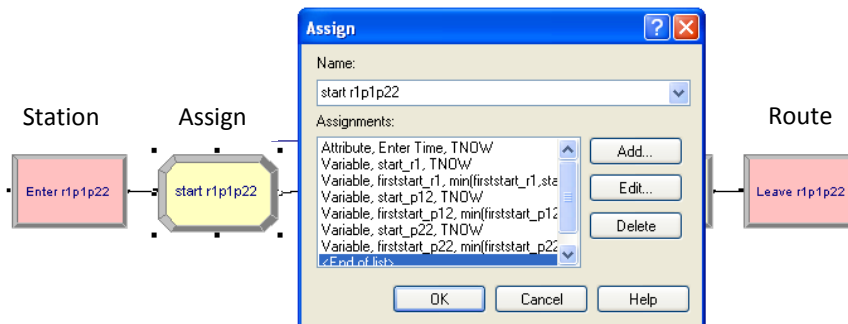 Assign
Name:
start r1p1p22
Assignments:
Attribute, Enter Time, TNOW
Variable, start_r1, TNOW
Variable, firststart_r1, min(firststart_r1,sta
Variable, start_p12, TNOW
Variable, firststart_p12, min(firststart_p12
Variable, start_p22, TNOW
Variable, firststart_p22, min(firststart_p22
<End of list>
Add...
Edit...
Delete
OK
Cancel
Help
Station
Assign
Route
Enter r1p1p22
start r1p1p22
Leave r1p1p22